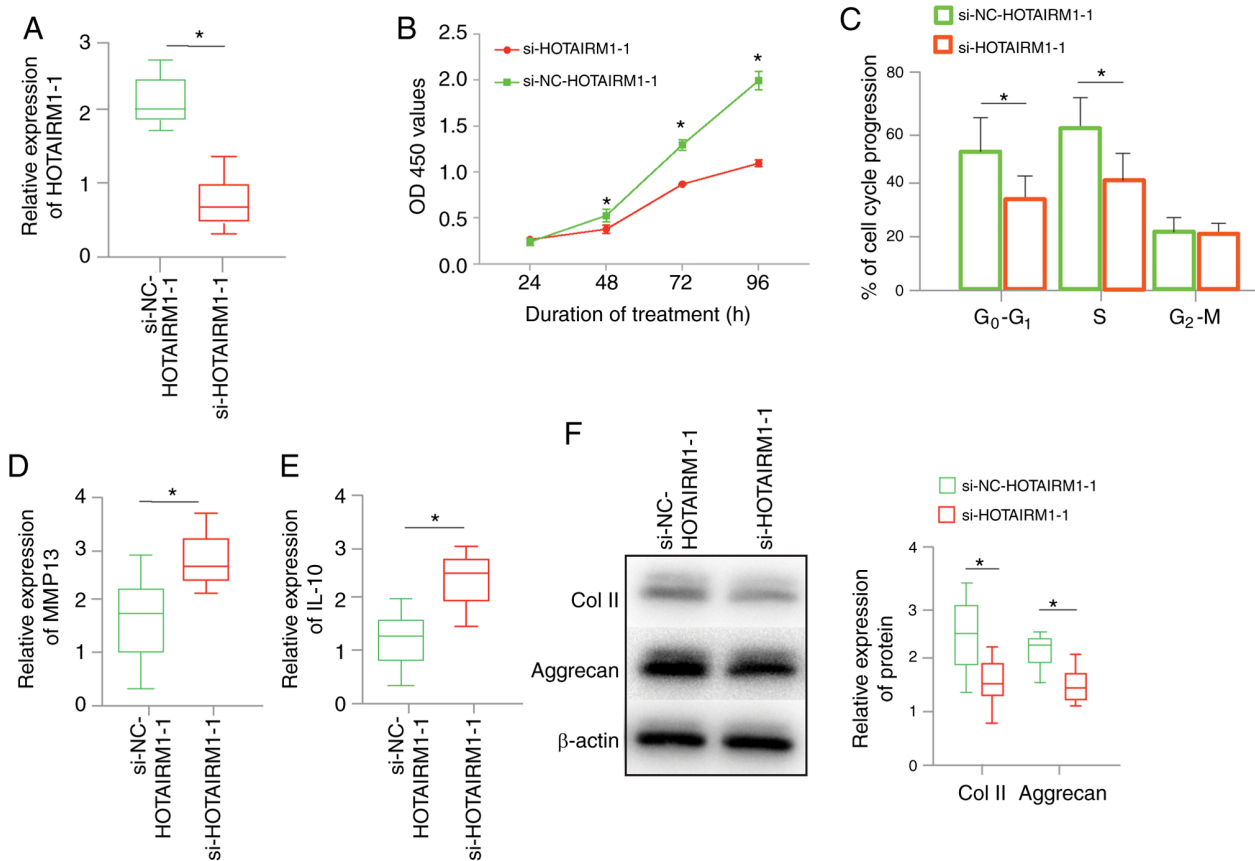 A
Relative expression
of HOTAIRM1-1
3
2
1
0
*
si-NC-
HOTAIRM1-1
si-HOTAIRM1-1
B
OD 450 values
2.5
2.0
1.5
1.0
0.5
0.0
si-HOTAIRM1-1
si-NC-HOTAIRM1-1
*
*
*
24 48 72 96
Duration of treatment (h)
C
si-NC-HOTAIRM1-1
si-HOTAIRM1-1
% of cell cycle progression
80
60
40
20
0
*
*
G0-G1 S G2-M
D
Relative expression
of MMP13
4
3
2
1
0
*
si-NC-
HOTAIRM1-1
si-HOTAIRM1-1
E
Relative expression
of IL-10
4
3
2
1
0
*
si-NC-
HOTAIRM1-1
si-HOTAIRM1-1
F
si-NC-
HOTAIRM1-1
si-HOTAIRM1-1
Col II
Aggrecan
β-actin
si-NC-HOTAIRM1-1
si-HOTAIRM1-1
Relative expression
of protein
4
3
2
1
0
*
*
Col II Aggrecan